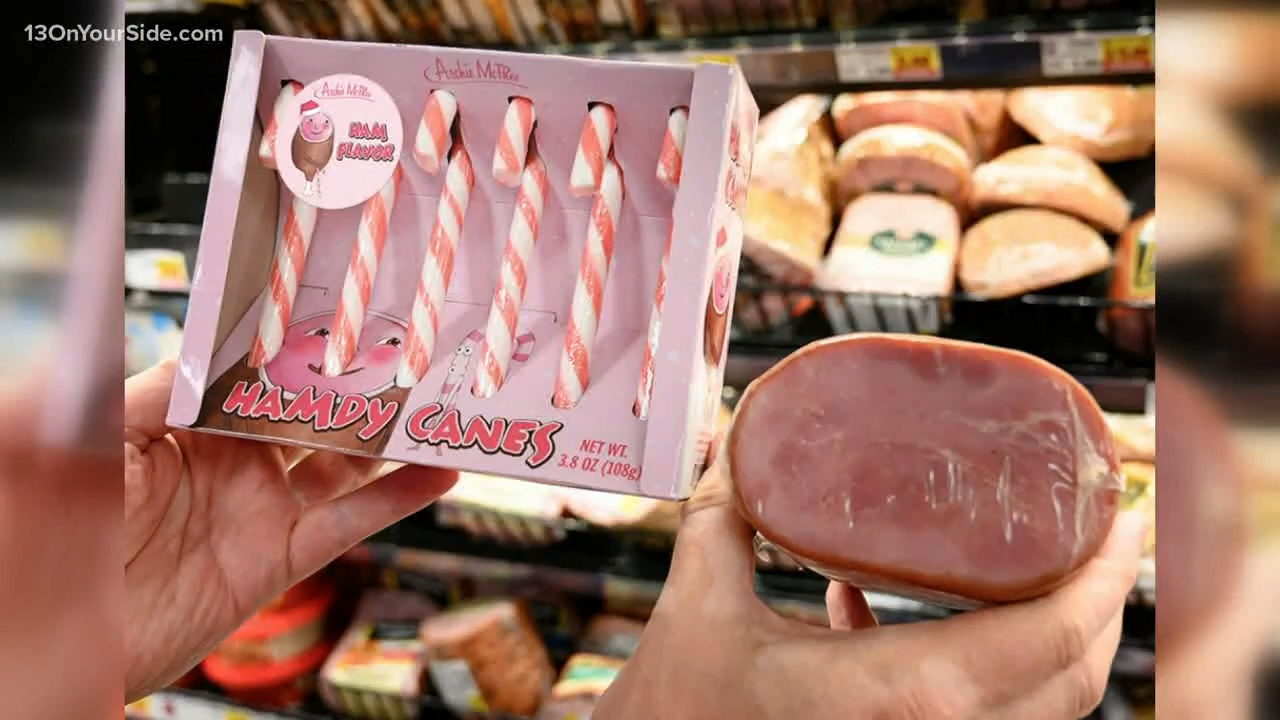 13OnYourSide.com
Archie McPhee
Archie McPhee
HAM
FLAVOR
HAMDY CANES
NET WT.
3.8 OZ (108g)